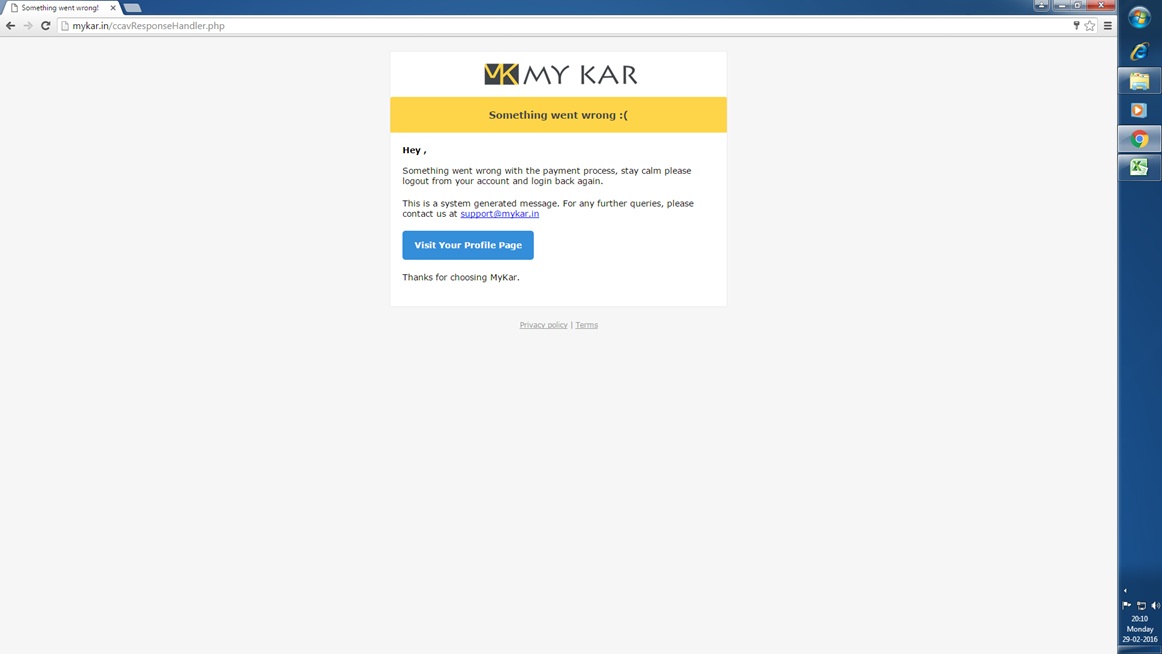 Something went wrong!
mykar.in/ccavResponseHandler.php
MK MY KAR
Something went wrong :(
Hey ,
Something went wrong with the payment process, stay calm please
logout from your account and login back again.
This is a system generated message. For any further queries, please
contact us at support@mykar.in
Visit Your Profile Page
Thanks for choosing MyKar.
Privacy policy | Terms
20:10
Monday
29-02-2016